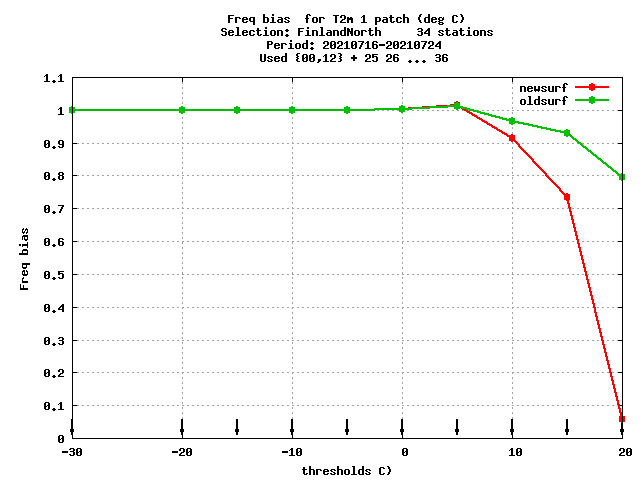 Freq bias  for T2m 1 patch (deg C)
Selection: FinlandNorth     34 stations
Period: 20210716-20210724
Used {00,12} + 25 26 ... 36
newsurf
oldsurf
1.1
1
0.9
0.8
0.7
0.6
0.5
0.4
0.3
0.2
0.1
0
Freq bias
-30 -20 -10 0 10 20
thresholds C)